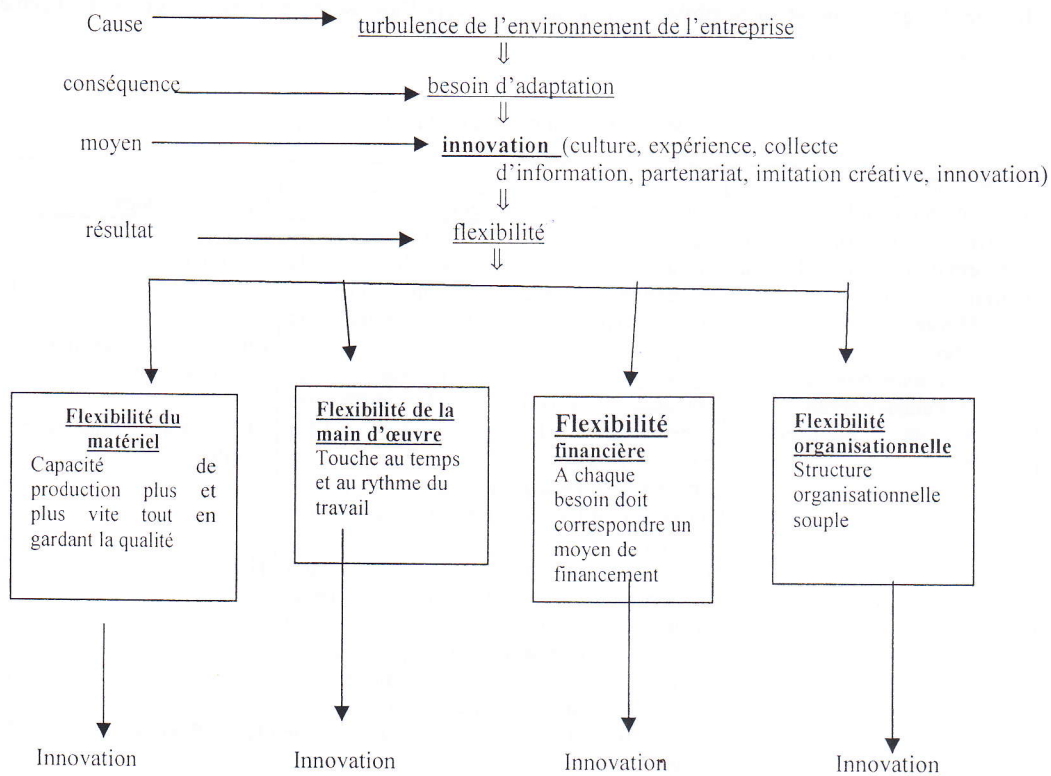 Cause turbulence de l'environnement de l'entreprise
⇓
conséquence besoin d'adaptation
⇓
moyen innovation (culture, expérience, collecte
d'information, partenariat, imitation créative, innovation)
⇓
résultat flexibilité
⇓
Flexibilité du
matériel
Capacité de
production plus et
plus vite tout en
gardant la qualité
Flexibilité de la
main d'œuvre
Touche au temps
et au rythme du
travail
Flexibilité
financière
A chaque
besoin doit
correspondre un
moyen de
financement
Flexibilité
organisationnelle
Structure
organisationnelle
souple
Innovation Innovation Innovation Innovation